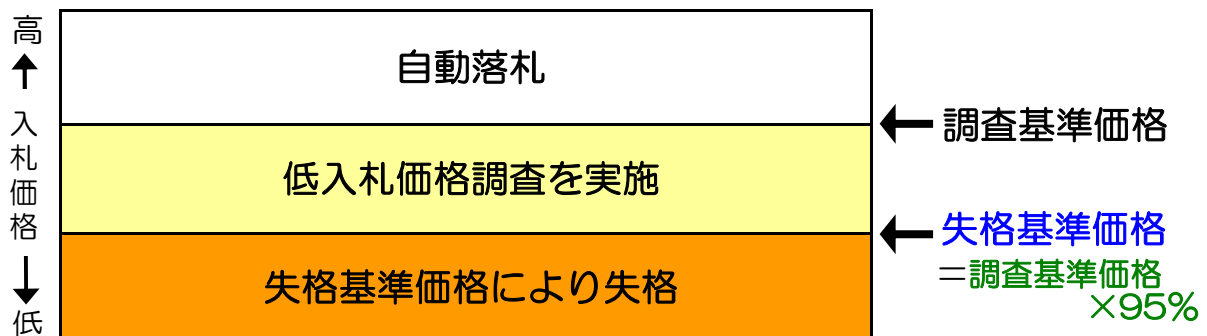 高
↑
入札価格
↓
低
自動落札
低入札価格調査を実施
失格基準価格により失格
←調査基準価格
←失格基準価格
＝調査基準価格
×95%